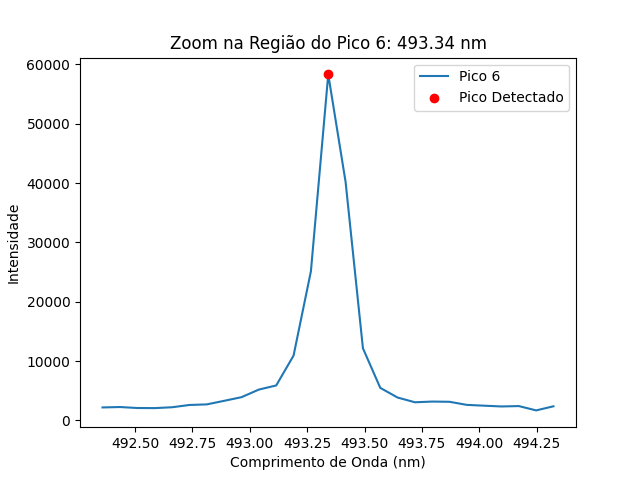 Zoom na Região do Pico 6: 493.34 nm
Pico 6
Pico Detectado
Intensidade
60000
50000
40000
30000
20000
10000
0
492.50 492.75 493.00 493.25 493.50 493.75 494.00 494.25
Comprimento de Onda (nm)